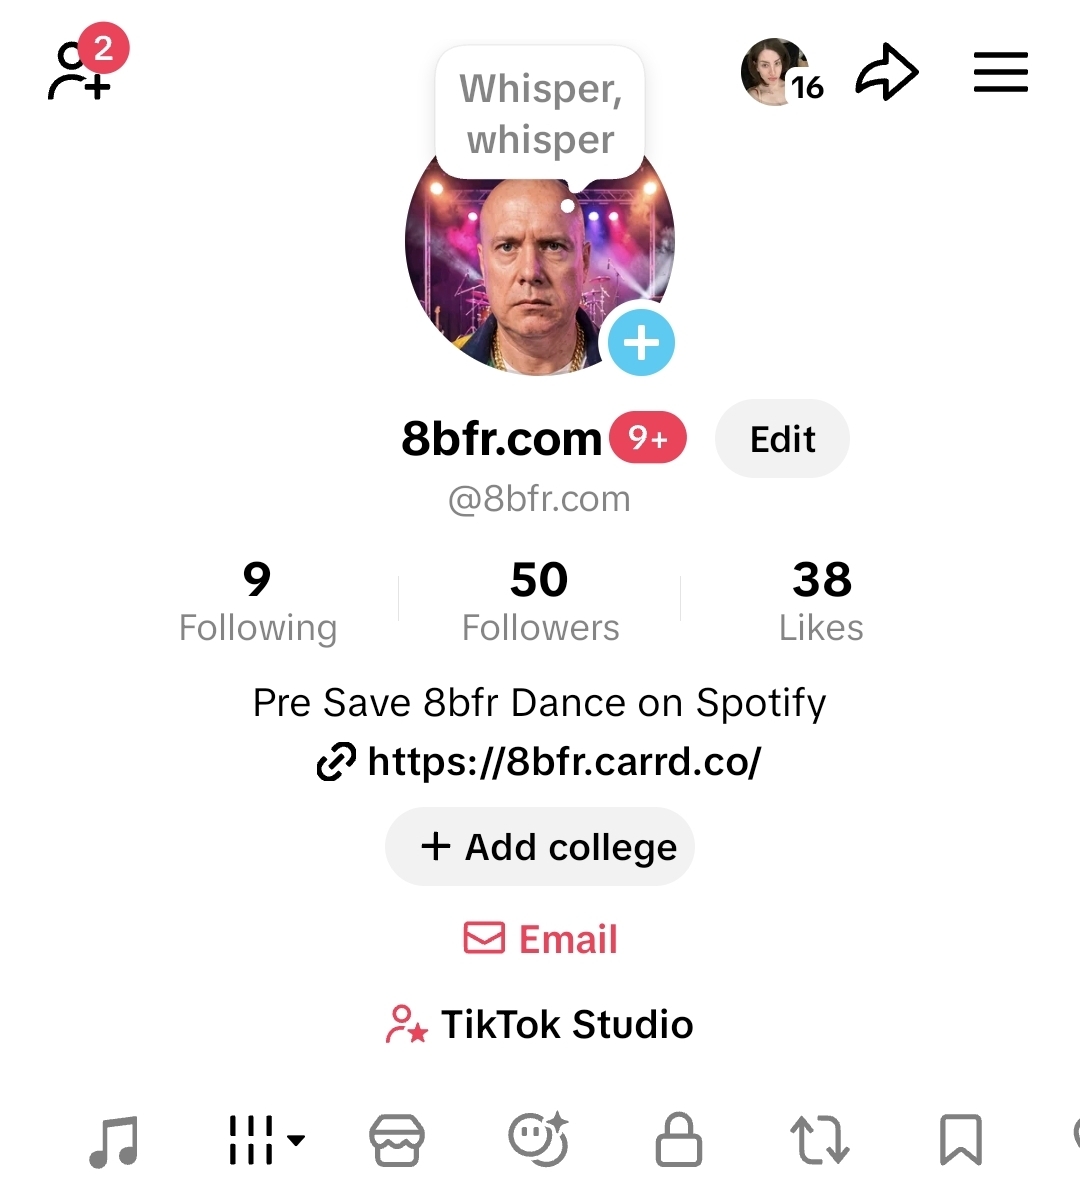 2
Whisper,
whisper
16
8bfr.com 9+ Edit
@8bfr.com
9 50 38
Following Followers Likes
Pre Save 8bfr Dance on Spotify
https://8bfr.carrd.co/
+ Add college
Email
TikTok Studio